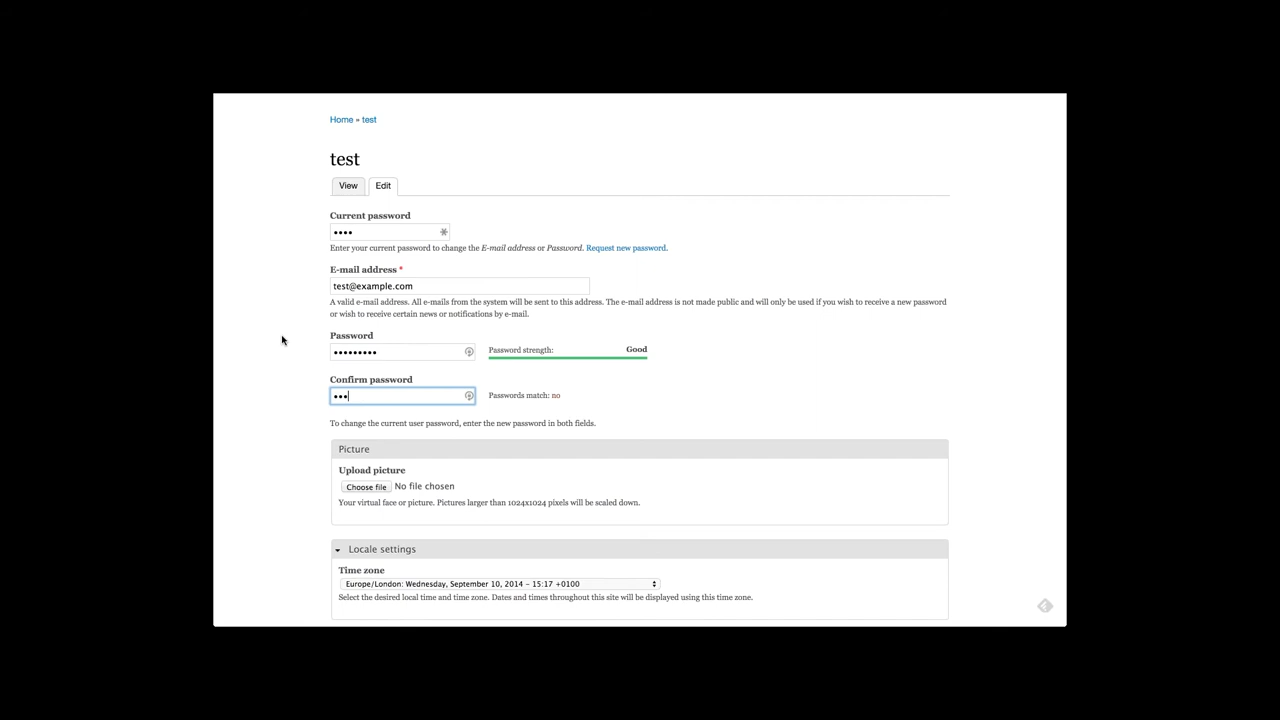 Home » test
test
View Edit
Current password
••••
Enter your current password to change the E-mail address or Password. Request new password.
E-mail address *
test@example.com
A valid e-mail address. All e-mails from the system will be sent to this address. The e-mail address is not made public and will only be used if you wish to receive a new password
or wish to receive certain news or notifications by e-mail.
Password
••••••••• Password strength: Good
Confirm password
••• Passwords match: no
To change the current user password, enter the new password in both fields.
Picture
Upload picture
Choose file No file chosen
Your virtual face or picture. Pictures larger than 1024x1024 pixels will be scaled down.
Locale settings
Time zone
Europe/London: Wednesday, September 10, 2014 - 15:17 +0100
Select the desired local time and time zone. Dates and times throughout this site will be displayed using this time zone.